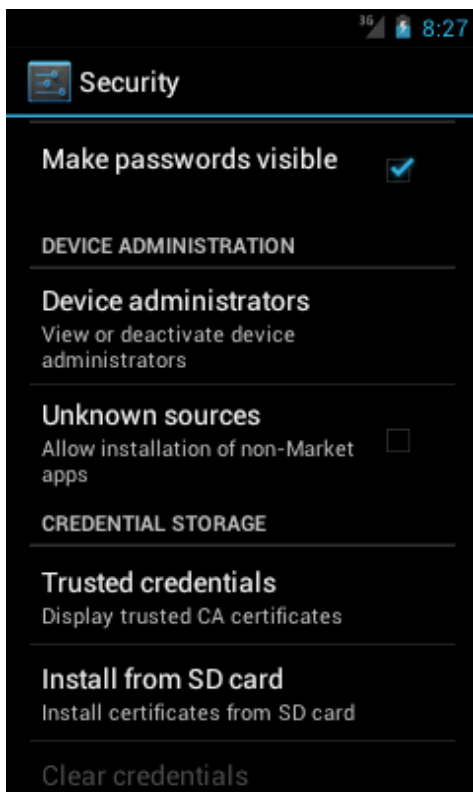 3G 8:27
Security
Make passwords visible
DEVICE ADMINISTRATION
Device administrators
View or deactivate device
administrators
Unknown sources
Allow installation of non-Market
apps
CREDENTIAL STORAGE
Trusted credentials
Display trusted CA certificates
Install from SD card
Install certificates from SD card
Clear credentials